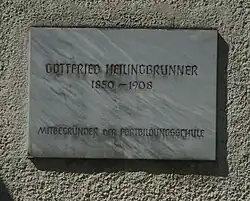 GOTTFRIED HEILINGBRUNNER
1850 – 1908
MITBEGRÜNDER DER FORTBILDUNGSSCHULE